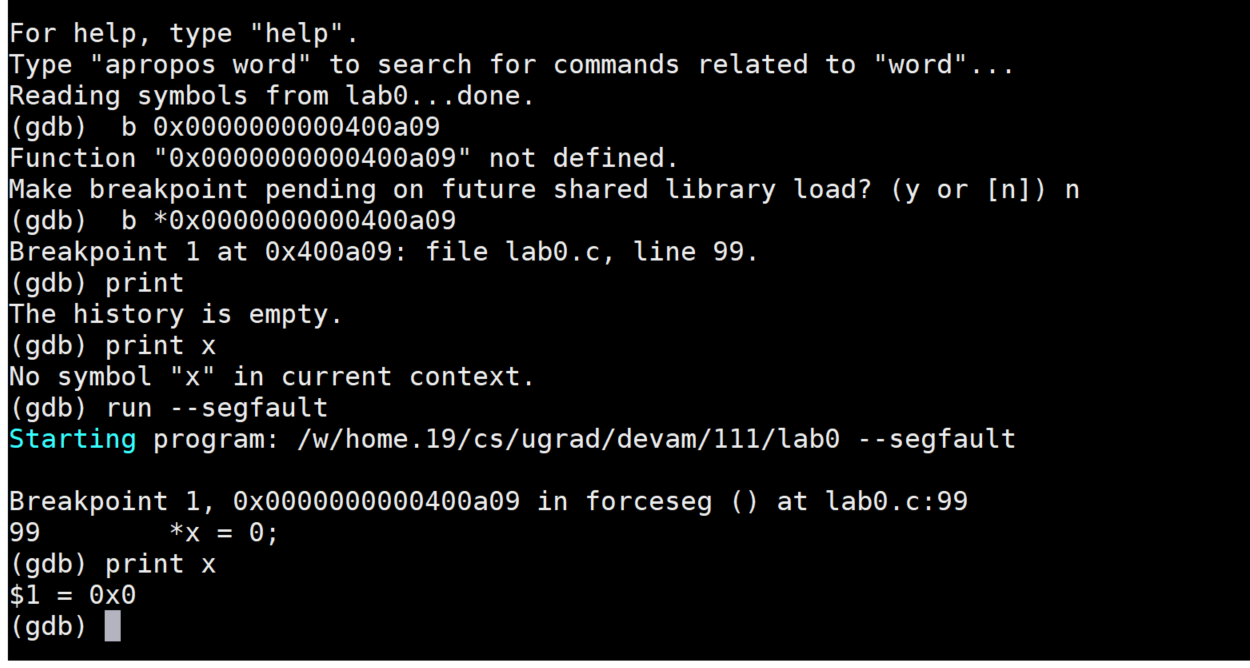 For help, type "help".
Type "apropos word" to search for commands related to "word"...
Reading symbols from lab0...done.
(gdb)  b 0x0000000000400a09
Function "0x0000000000400a09" not defined.
Make breakpoint pending on future shared library load? (y or [n]) n
(gdb)  b *0x0000000000400a09
Breakpoint 1 at 0x400a09: file lab0.c, line 99.
(gdb) print
The history is empty.
(gdb) print x
No symbol "x" in current context.
(gdb) run --segfault
Starting program: /w/home.19/cs/ugrad/devam/111/lab0 --segfault

Breakpoint 1, 0x0000000000400a09 in forceseg () at lab0.c:99
99        *x = 0;
(gdb) print x
$1 = 0x0
(gdb)